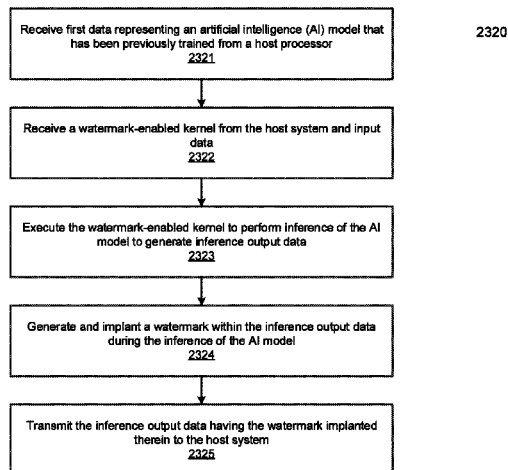 Receive first data representing an artificial intelligence (AI) model that
has been previously trained from a host processor
2321
2320
Receive a watermark-enabled kernel from the host system and input
data
2322
Execute the watermark-enabled kernel to perform inference of the AI
model to generate inference output data
2323
Generate and implant a watermark within the inference output data
during the inference of the AI model
2324
Transmit the inference output data having the watermark implanted
therein to the host system
2325